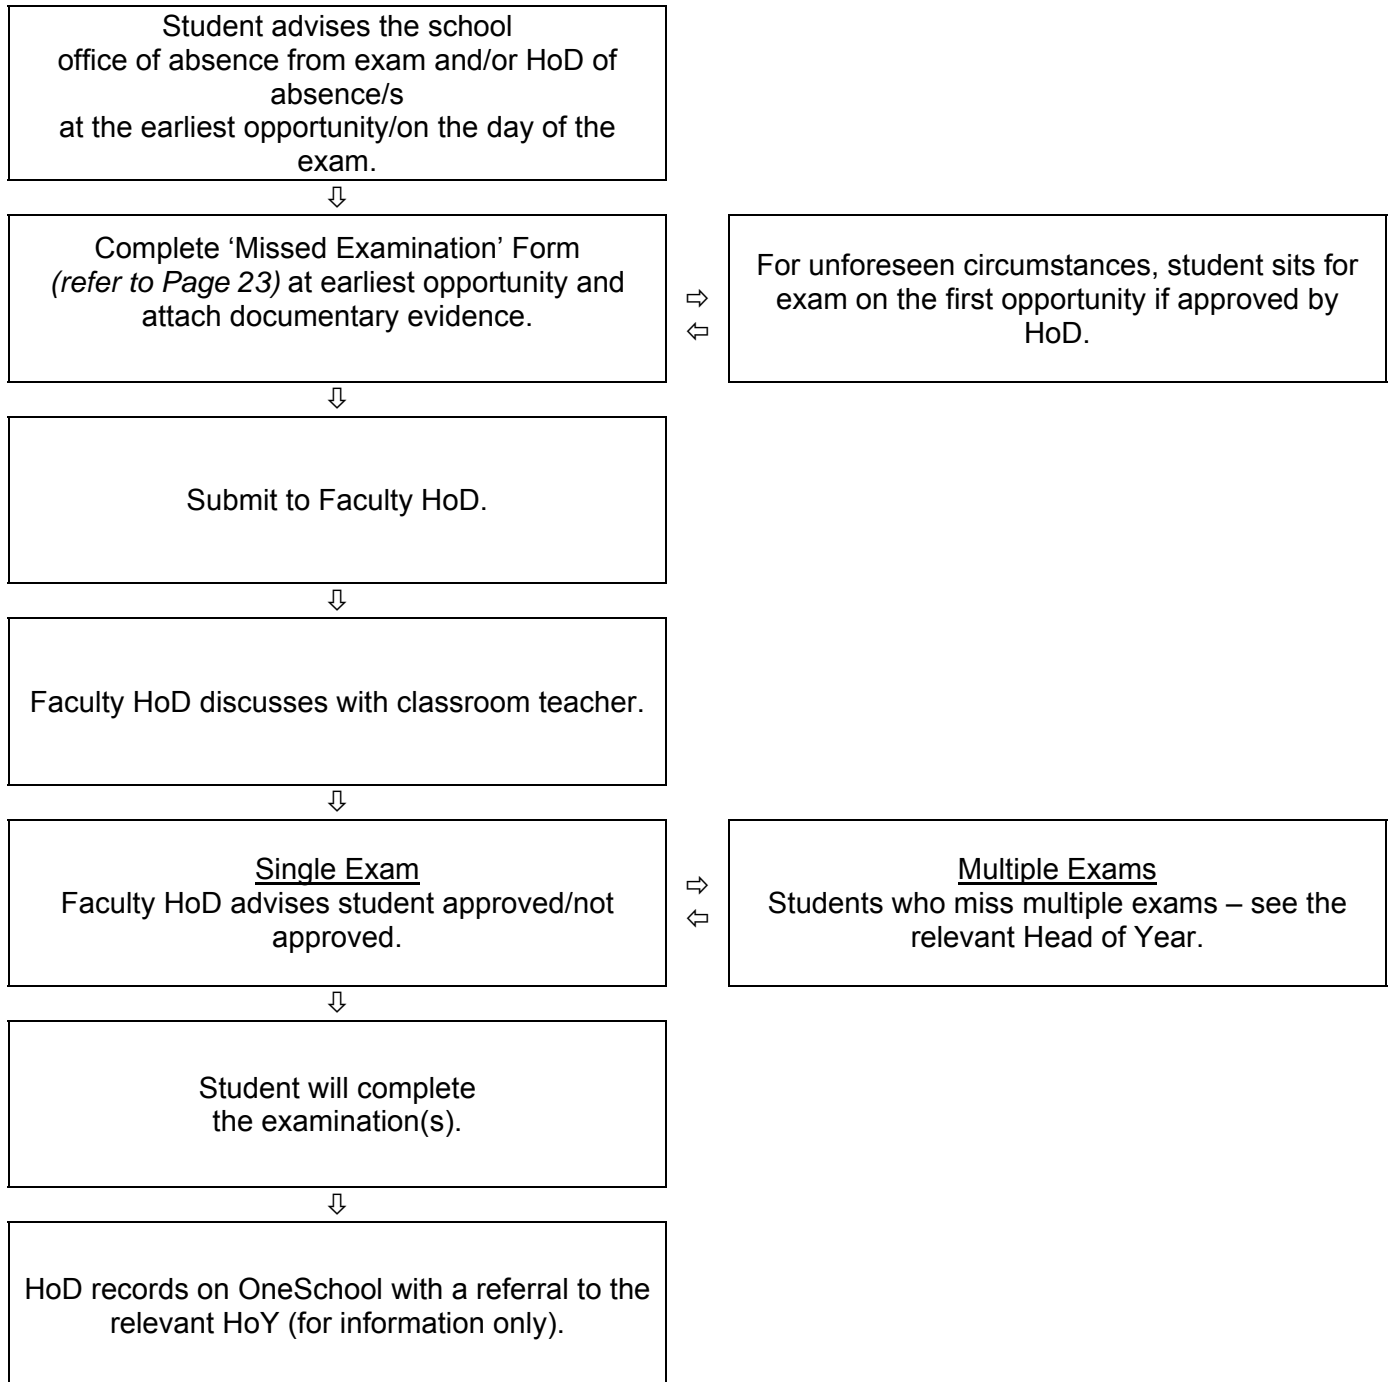 Student advises the school
office of absence from exam and/or HoD of
absence/s
at the earliest opportunity/on the day of the
exam.
⇩
Complete ‘Missed Examination’ Form
(refer to Page 23) at earliest opportunity and
attach documentary evidence.
⇨
⇦
For unforeseen circumstances, student sits for
exam on the first opportunity if approved by
HoD.
⇩
Submit to Faculty HoD.
⇩
Faculty HoD discusses with classroom teacher.
⇩
Single Exam
Faculty HoD advises student approved/not
approved.
⇨
⇦
Multiple Exams
Students who miss multiple exams – see the
relevant Head of Year.
⇩
Student will complete
the examination(s).
⇩
HoD records on OneSchool with a referral to the
relevant HoY (for information only).